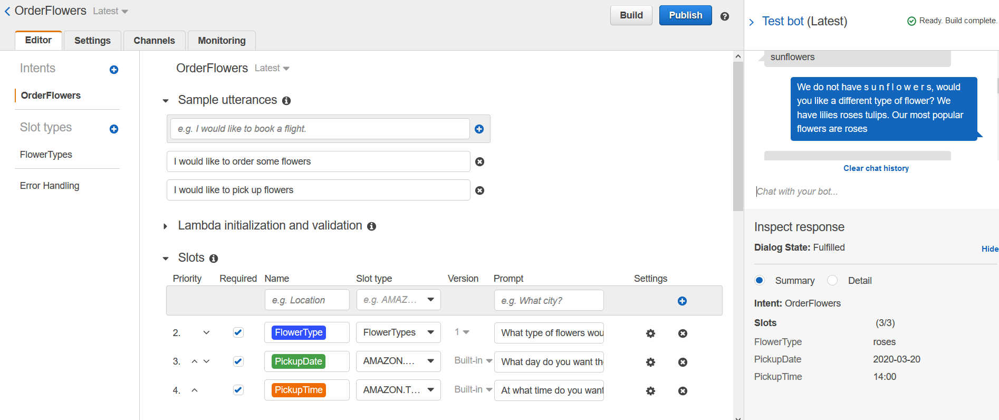 OrderFlowers Latest
Build
Publish
Editor
Settings
Channels
Monitoring
Intents
OrderFlowers
Slot types
FlowerTypes
Error Handling
OrderFlowers Latest
Sample utterances
e.g. I would like to book a flight.
I would like to order some flowers
I would like to pick up flowers
Lambda initialization and validation
Slots
Priority Required Name Slot type Version Prompt Settings
e.g. Location e.g. AMAZ... e.g. What city?
2. FlowerType FlowerTypes 1 What type of flowers wou
3. PickupDate AMAZON.... Built-in What day do you want th
4. PickupTime AMAZON.T... Built-in At what time do you want
Test bot (Latest)
Ready. Build complete.
sunflowers
We do not have s u n f l o w e r s, would
you like a different type of flower? We
have lilies roses tulips. Our most popular
flowers are roses
Clear chat history
Chat with your bot...
Inspect response
Dialog State: Fulfilled
Hide
Summary Detail
Intent: OrderFlowers
Slots (3/3)
FlowerType roses
PickupDate 2020-03-20
PickupTime 14:00